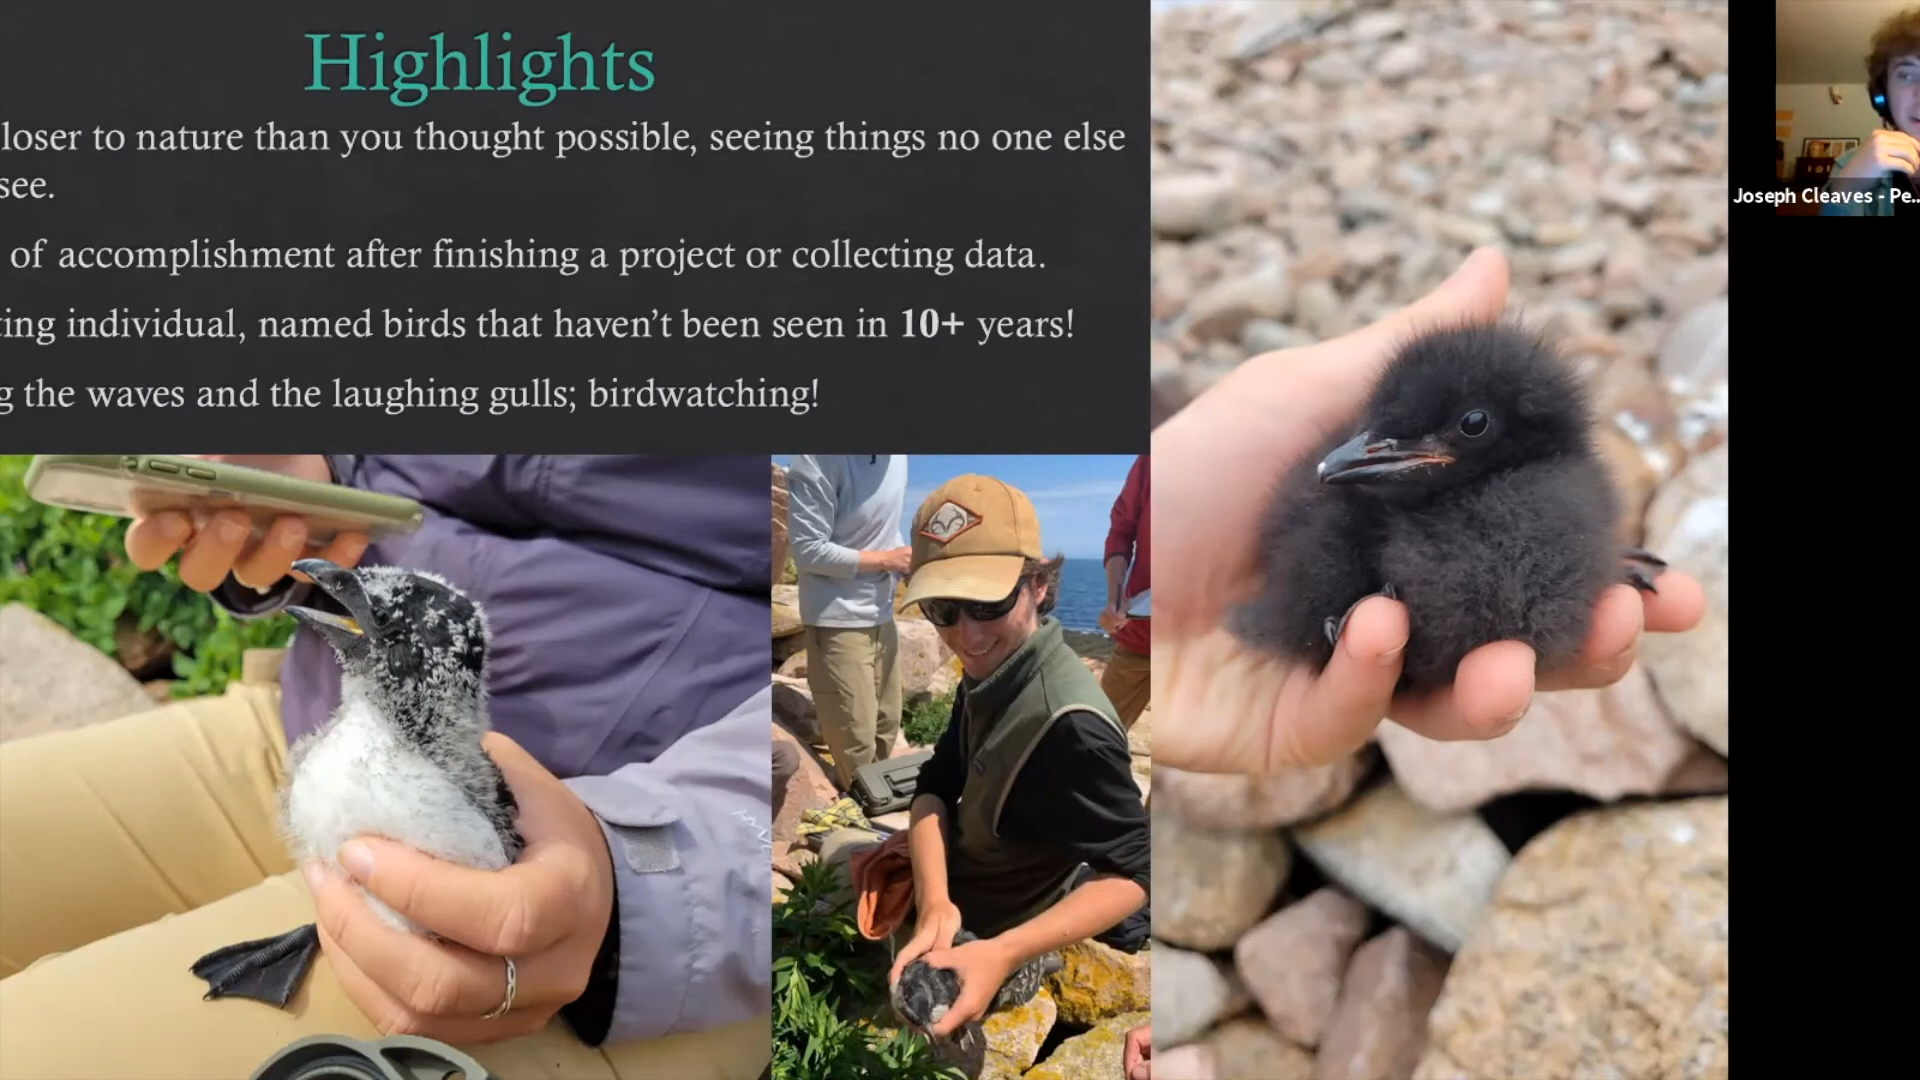 Highlights
loser to nature than you thought possible, seeing things no one else
see.
of accomplishment after finishing a project or collecting data.
ting individual, named birds that haven't been seen in 10+ years!
g the waves and the laughing gulls; birdwatching!
Joseph Cleaves - Pe...